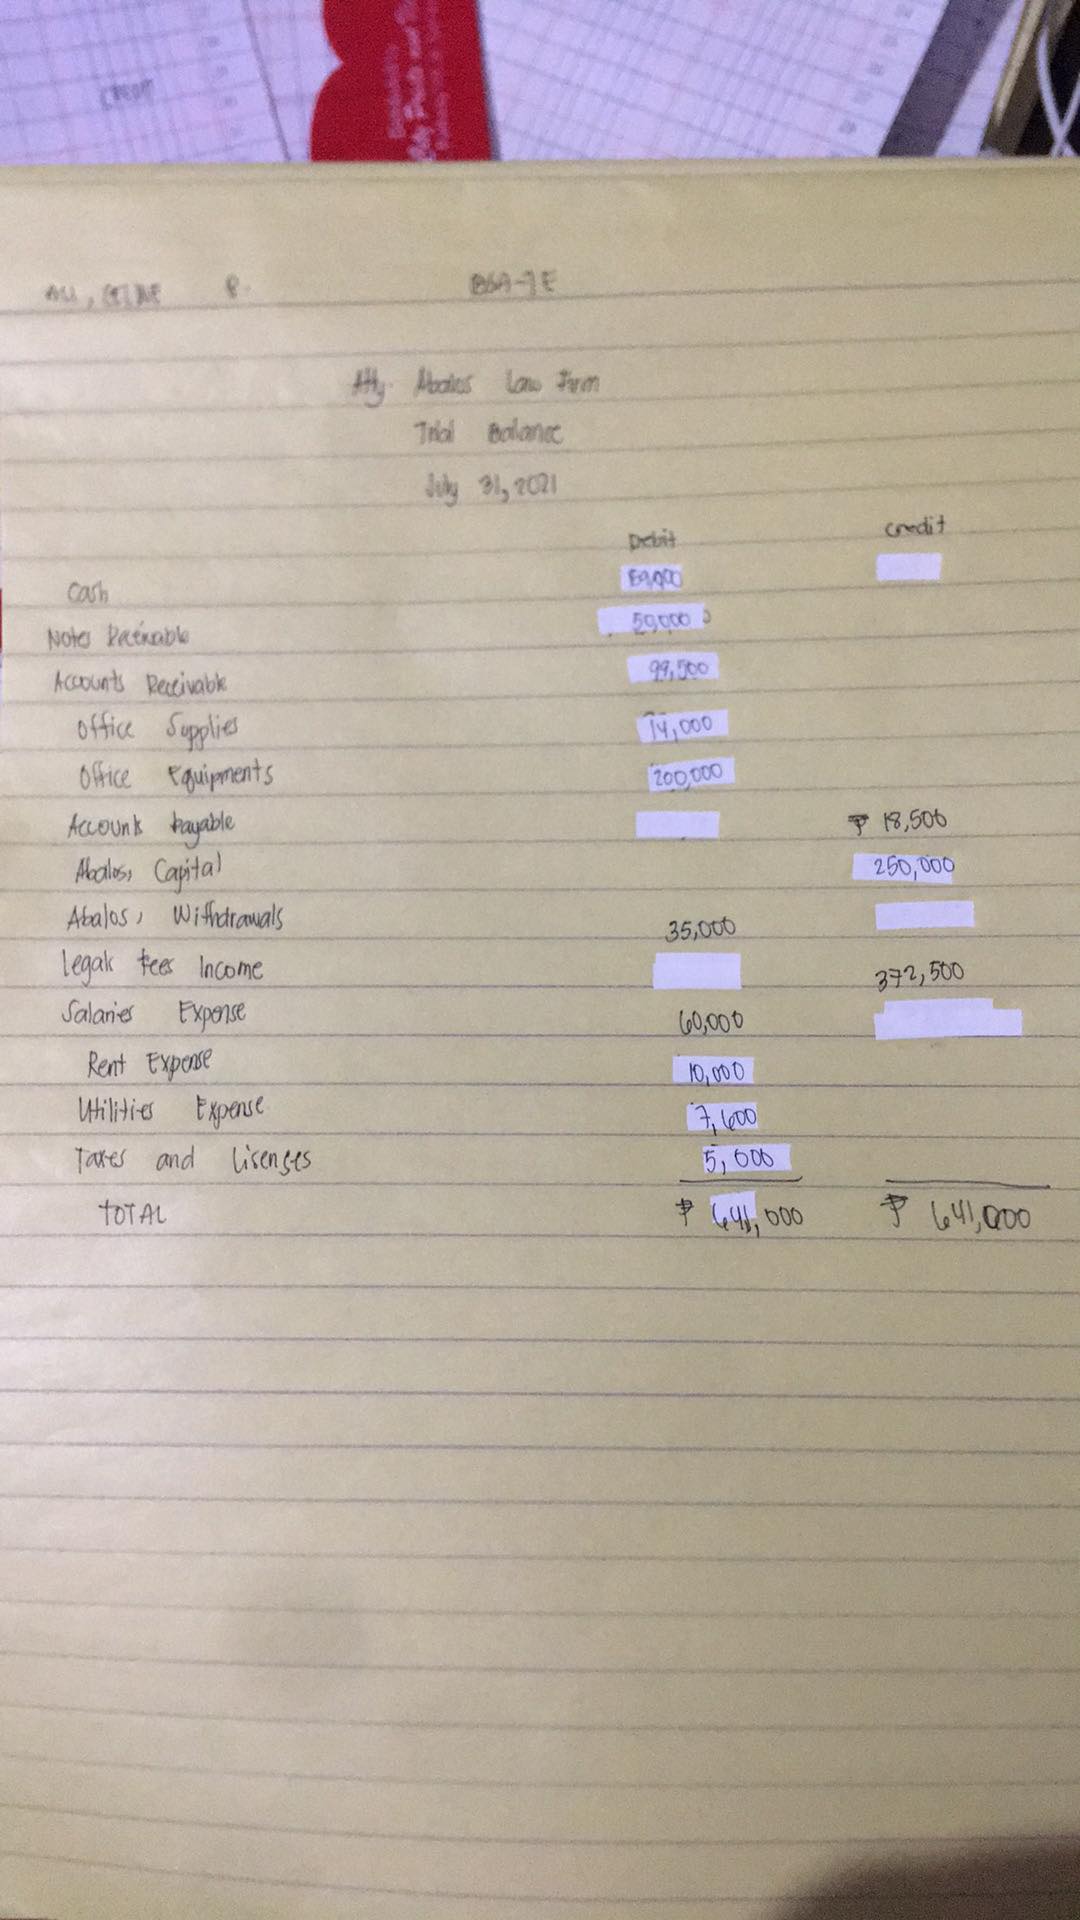 CREDIT
ALI, CELINE P. BSA-1E
Atty. Abalos Law Firm
Trial Balance
July 31, 2021
Debit Credit
Cash
Notes Receivable 50,000
Accounts Receivable 99,500
Office Supplies 14,000
Office Equipments 200,000
Accounts Payable ₱ 18,500
Abalos, Capital 250,000
Abalos, Withdrawals 35,000
Legal Fees Income 372,500
Salaries Expense 60,000
Rent Expense 10,000
Utilities Expense 7,600
Taxes and Lisenses 5,000
TOTAL ₱ 641,000 ₱ 641,000